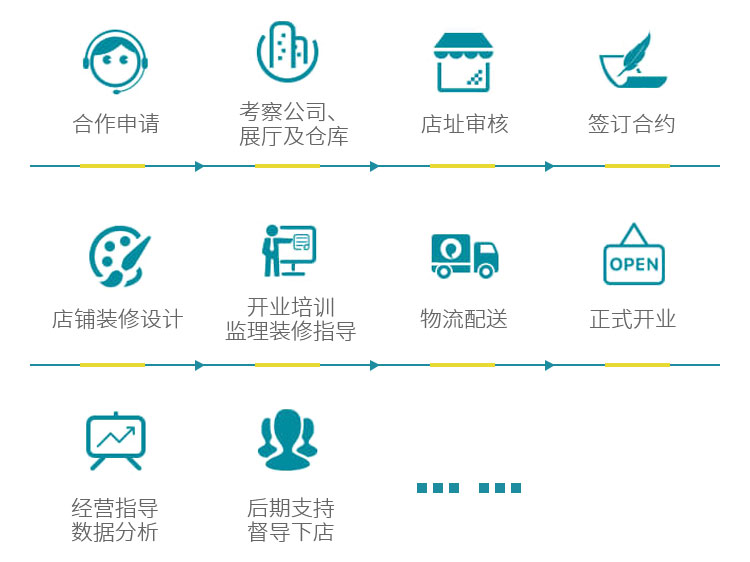 合作申请
考察公司、
展厅及仓库
店址审核
签订合约
店铺装修设计
开业培训
监理装修指导
物流配送
OPEN
正式开业
经营指导
数据分析
后期支持
督导下店